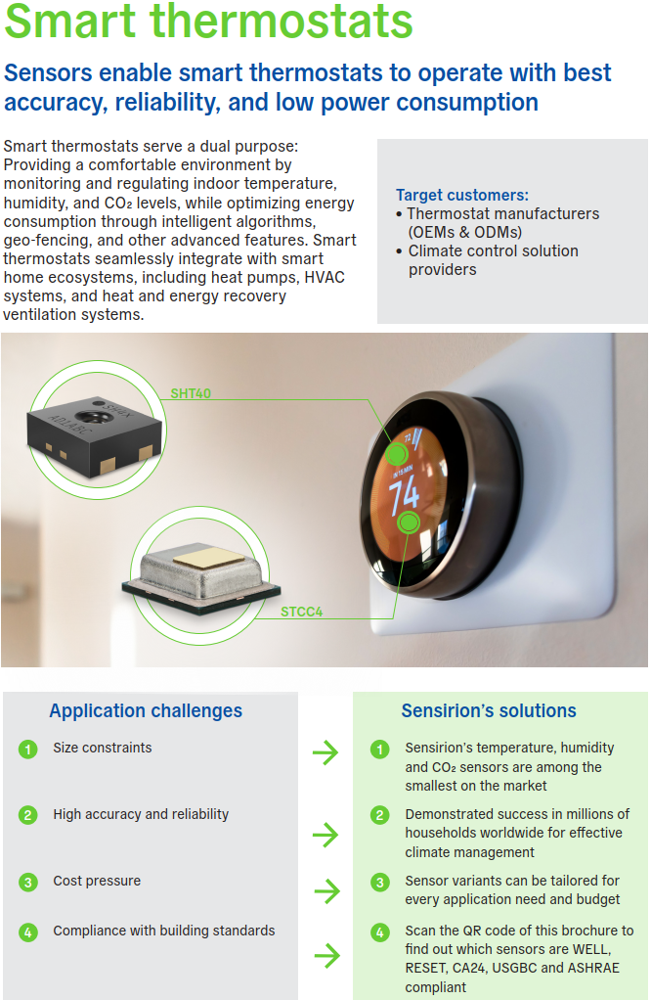 Smart thermostats
Sensors enable smart thermostats to operate with best
accuracy, reliability, and low power consumption
Smart thermostats serve a dual purpose:
Providing a comfortable environment by
monitoring and regulating indoor temperature,
humidity, and CO₂ levels, while optimizing energy
consumption through intelligent algorithms,
geo-fencing, and other advanced features. Smart
thermostats seamlessly integrate with smart
home ecosystems, including heat pumps, HVAC
systems, and heat and energy recovery
ventilation systems.
Target customers:
• Thermostat manufacturers
(OEMs & ODMs)
• Climate control solution
providers
SHT40
SHT4X
AD1ABC
72
IN 15 MIN
74
STCC4
Application challenges
1 Size constraints
2 High accuracy and reliability
3 Cost pressure
4 Compliance with building standards
Sensirion's solutions
1 Sensirion's temperature, humidity
and CO₂ sensors are among the
smallest on the market
2 Demonstrated success in millions of
households worldwide for effective
climate management
3 Sensor variants can be tailored for
every application need and budget
4 Scan the QR code of this brochure to
find out which sensors are WELL,
RESET, CA24, USGBC and ASHRAE
compliant